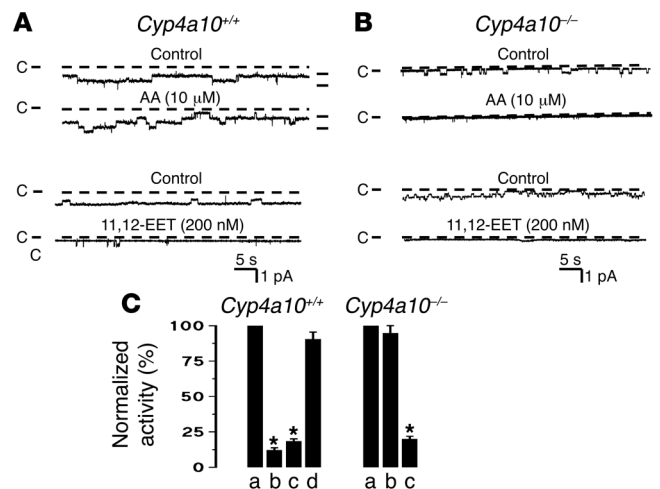 A Cyp4a10+/+
Control
C
AA (10 µM)
C
Control
C
11,12-EET (200 nM)
C
C
5 s
1 pA
B Cyp4a10–/–
Control
C
AA (10 µM)
C
Control
C
11,12-EET (200 nM)
C
5 s
1 pA
C
Cyp4a10+/+ Cyp4a10–/–
Normalized
activity (%)
100
75
50
25
0
* * *
a b c d a b c